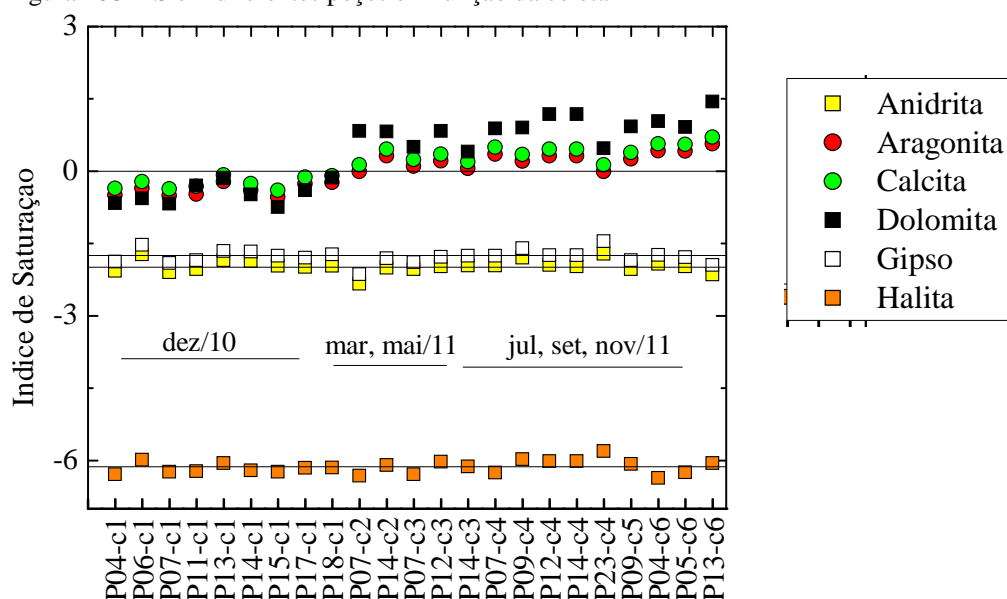 3
0
-3
-6
Indice de Saturaçao
dez/10
mar, mai/11
jul, set, nov/11
P04-c1
P06-c1
P07-c1
P11-c1
P13-c1
P14-c1
P15-c1
P17-c1
P18-c1
P07-c2
P14-c2
P07-c3
P12-c3
P14-c3
P07-c4
P09-c4
P12-c4
P14-c4
P23-c4
P09-c5
P04-c6
P05-c6
P13-c6
Anidrita
Aragonita
Calcita
Dolomita
Gipso
Halita